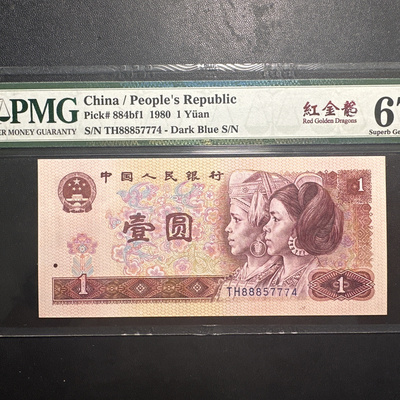 PMG
ER MONEY GUARANTY
China / People's Republic
Pick# 884bf1 1980 1 Yüan
S/N TH88857774 - Dark Blue S/N
紅金龍
Red Golden Dragons
67
Superb Ge
中国人民银行
1
壹圆
TH88857774
1
1